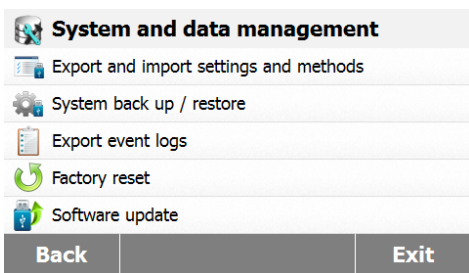 System and data management
Export and import settings and methods
System back up / restore
Export event logs
Factory reset
Software update
Back
Exit